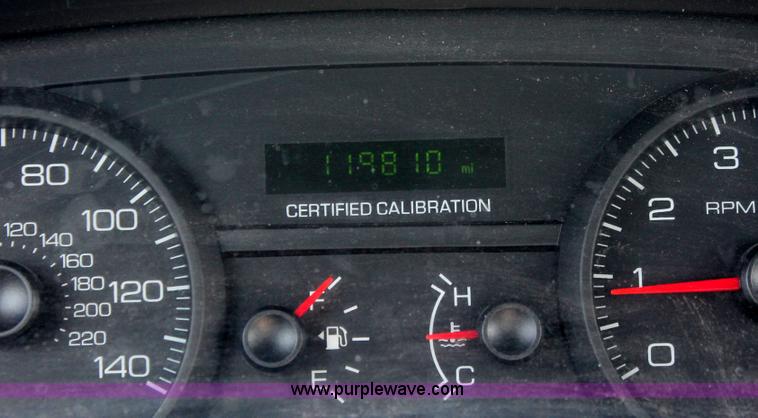 119810 mi
CERTIFIED CALIBRATION
80
100
120
140
120
140
160
180
200
220
F
E
H
C
3
2
1
0
RPM
www.purplewave.com